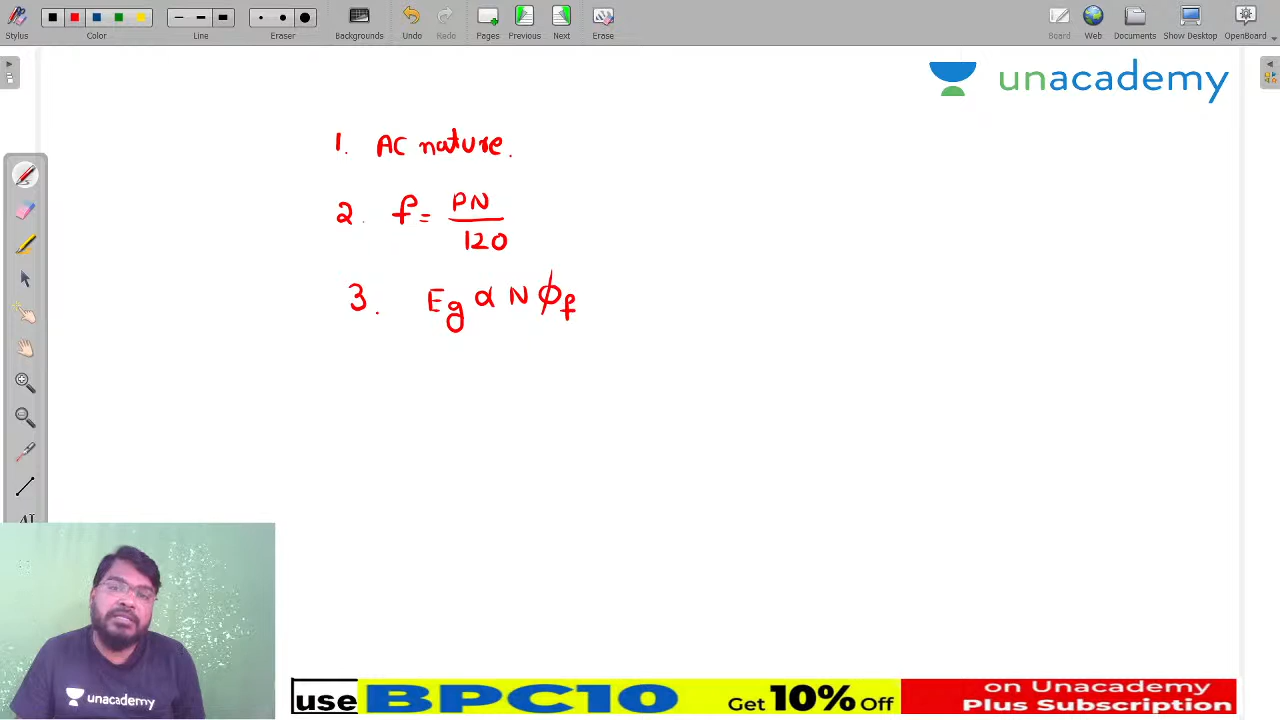 Stylus
Color
Line
Eraser
Backgrounds
Undo
Redo
Pages
Previous
Next
Erase
Board
Web
Documents
Show Desktop
OpenBoard
unacademy
1. AC nature.
2. f = PN
120
3. Eg α N ϕf
unacademy
use BPC10 Get 10% Off on Unacademy
Plus Subscription